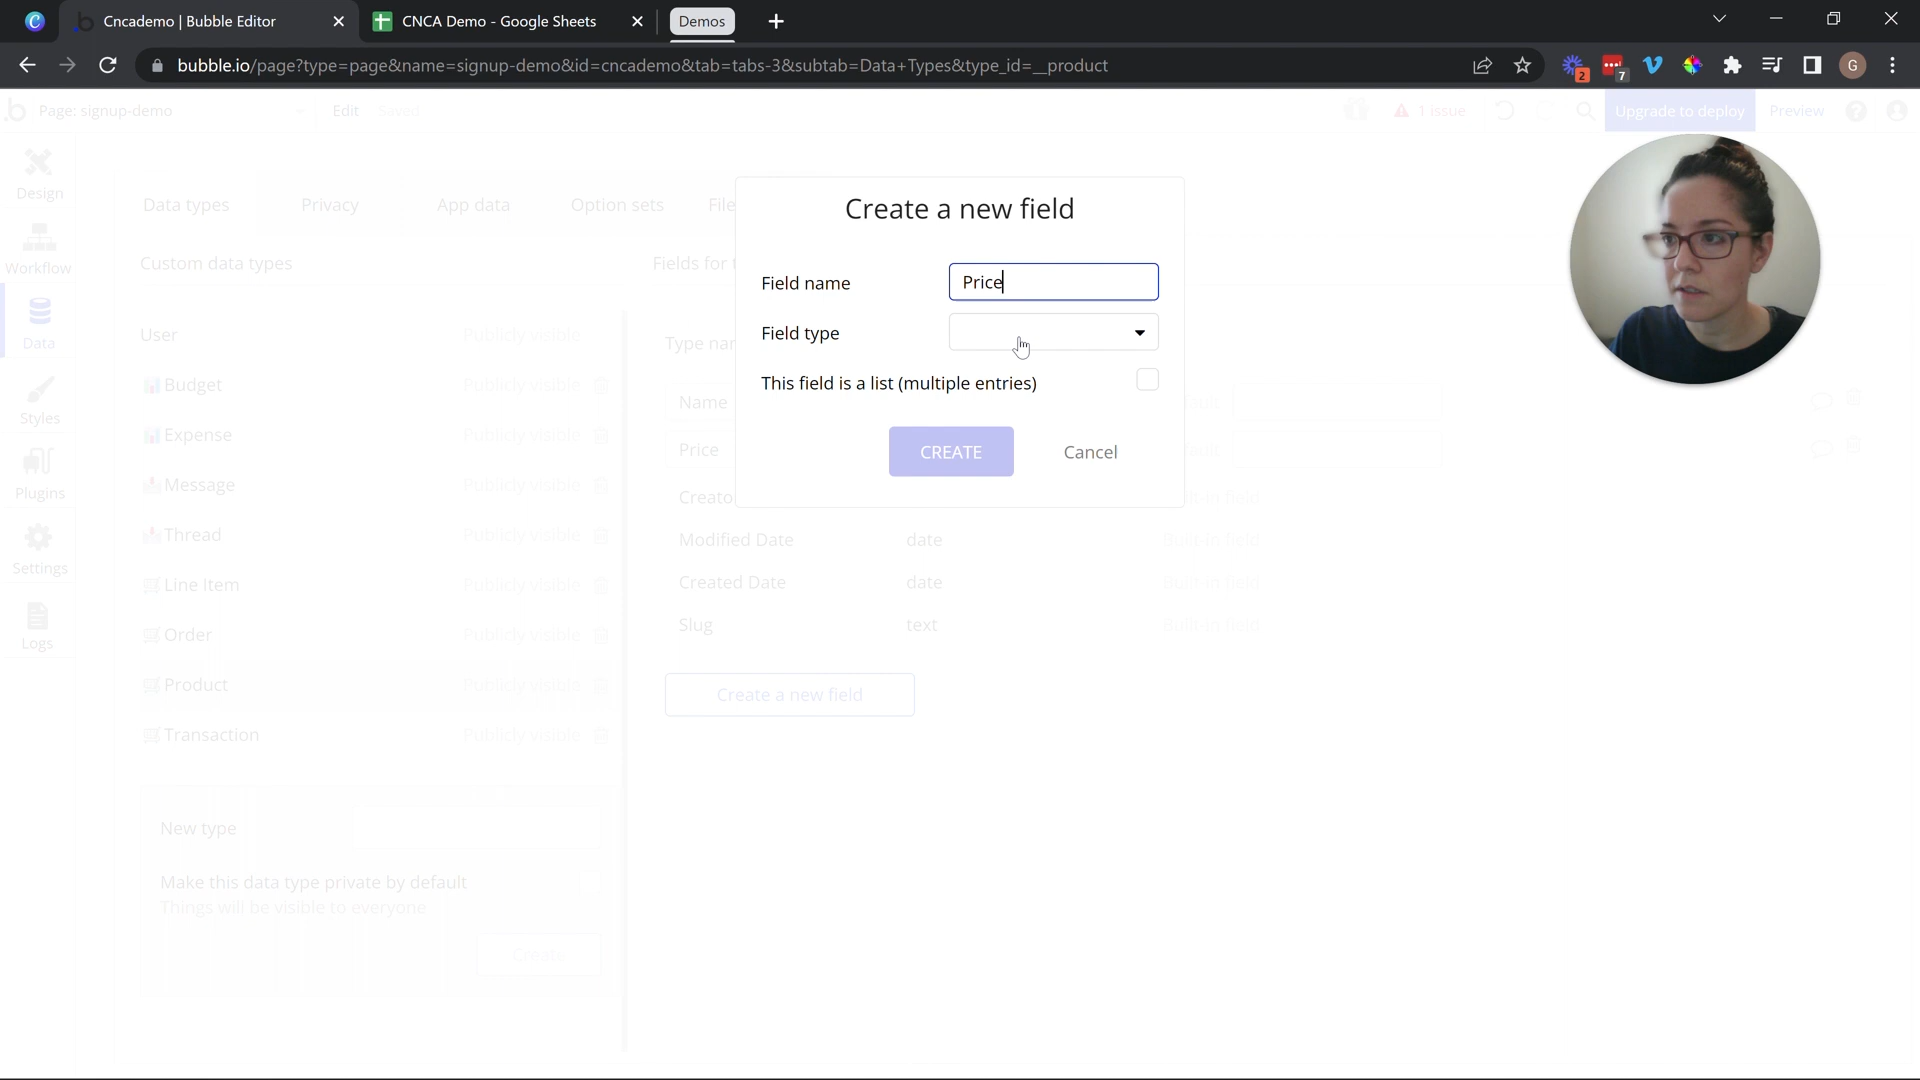 Cncademo | Bubble Editor
CNCA Demo - Google Sheets
Demos
bubble.io/page?type=page&name=signup-demo&id=cncademo&tab=tabs-3&subtab=Data+Types&type_id=__product
2
7
G
Page: signup-demo
Edit
Saved
1 issue
Upgrade to deploy
Preview
Design
Workflow
Data
Styles
Plugins
Settings
Logs
Data types
Privacy
App data
Option sets
File
Custom data types
User Publicly visible
Budget Publicly visible
Expense Publicly visible
Message Publicly visible
Thread Publicly visible
Line Item Publicly visible
Order Publicly visible
Product Publicly visible
Transaction Publicly visible
New type
Make this data type private by default
Things will be visible to everyone
Create
Fields for
Type nar
Name
Price
Creato
Modified Date date Built-in field
Created Date date Built-in field
Slug text Built-in field
Create a new field
Create a new field
Field name Price
Field type
This field is a list (multiple entries)
CREATE Cancel